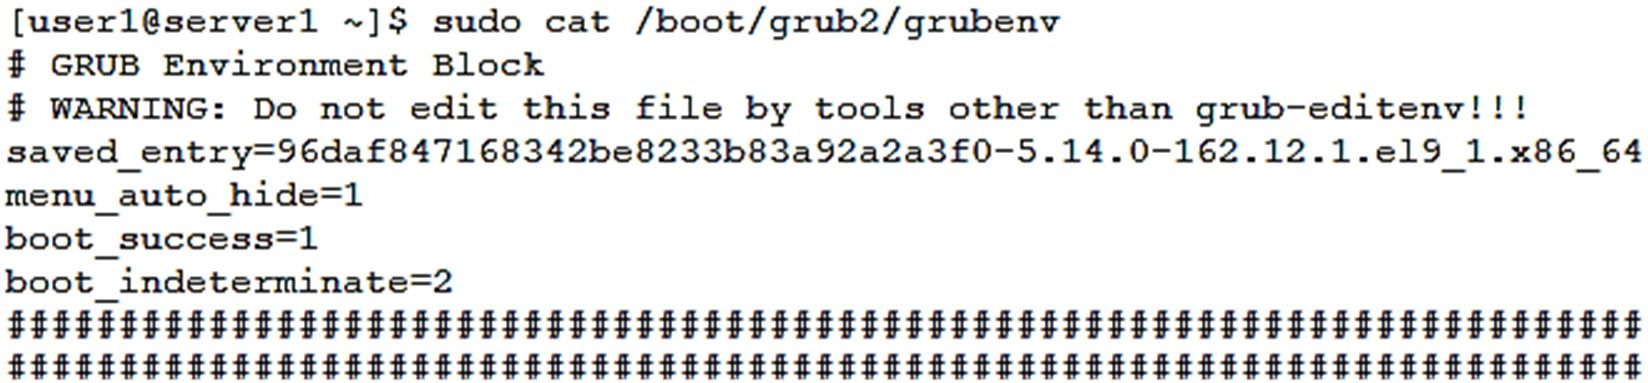 [user1@server1 ~]$ sudo cat /boot/grub2/grubenv
# GRUB Environment Block
# WARNING: Do not edit this file by tools other than grub-editenv!!!
saved_entry=96daf847168342be8233b83a92a2a3f0-5.14.0-162.12.1.el9_1.x86_64
menu_auto_hide=1
boot_success=1
boot_indeterminate=2
#########################################################################
#########################################################################